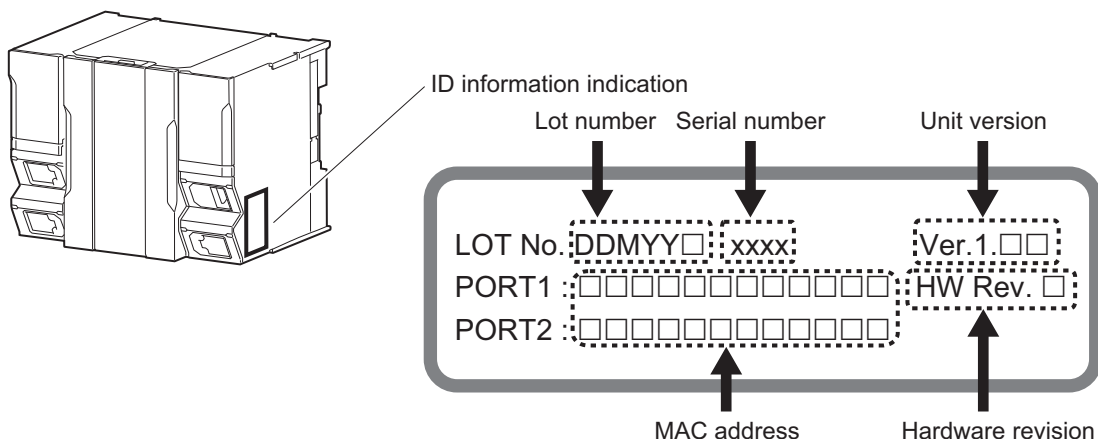 ID information indication
Lot number Serial number Unit version
LOT No. DDMYY□ xxxx Ver.1.□□
PORT1 : □□□□□□□□□□□□ HW Rev. □
PORT2 : □□□□□□□□□□□□
MAC address Hardware revision